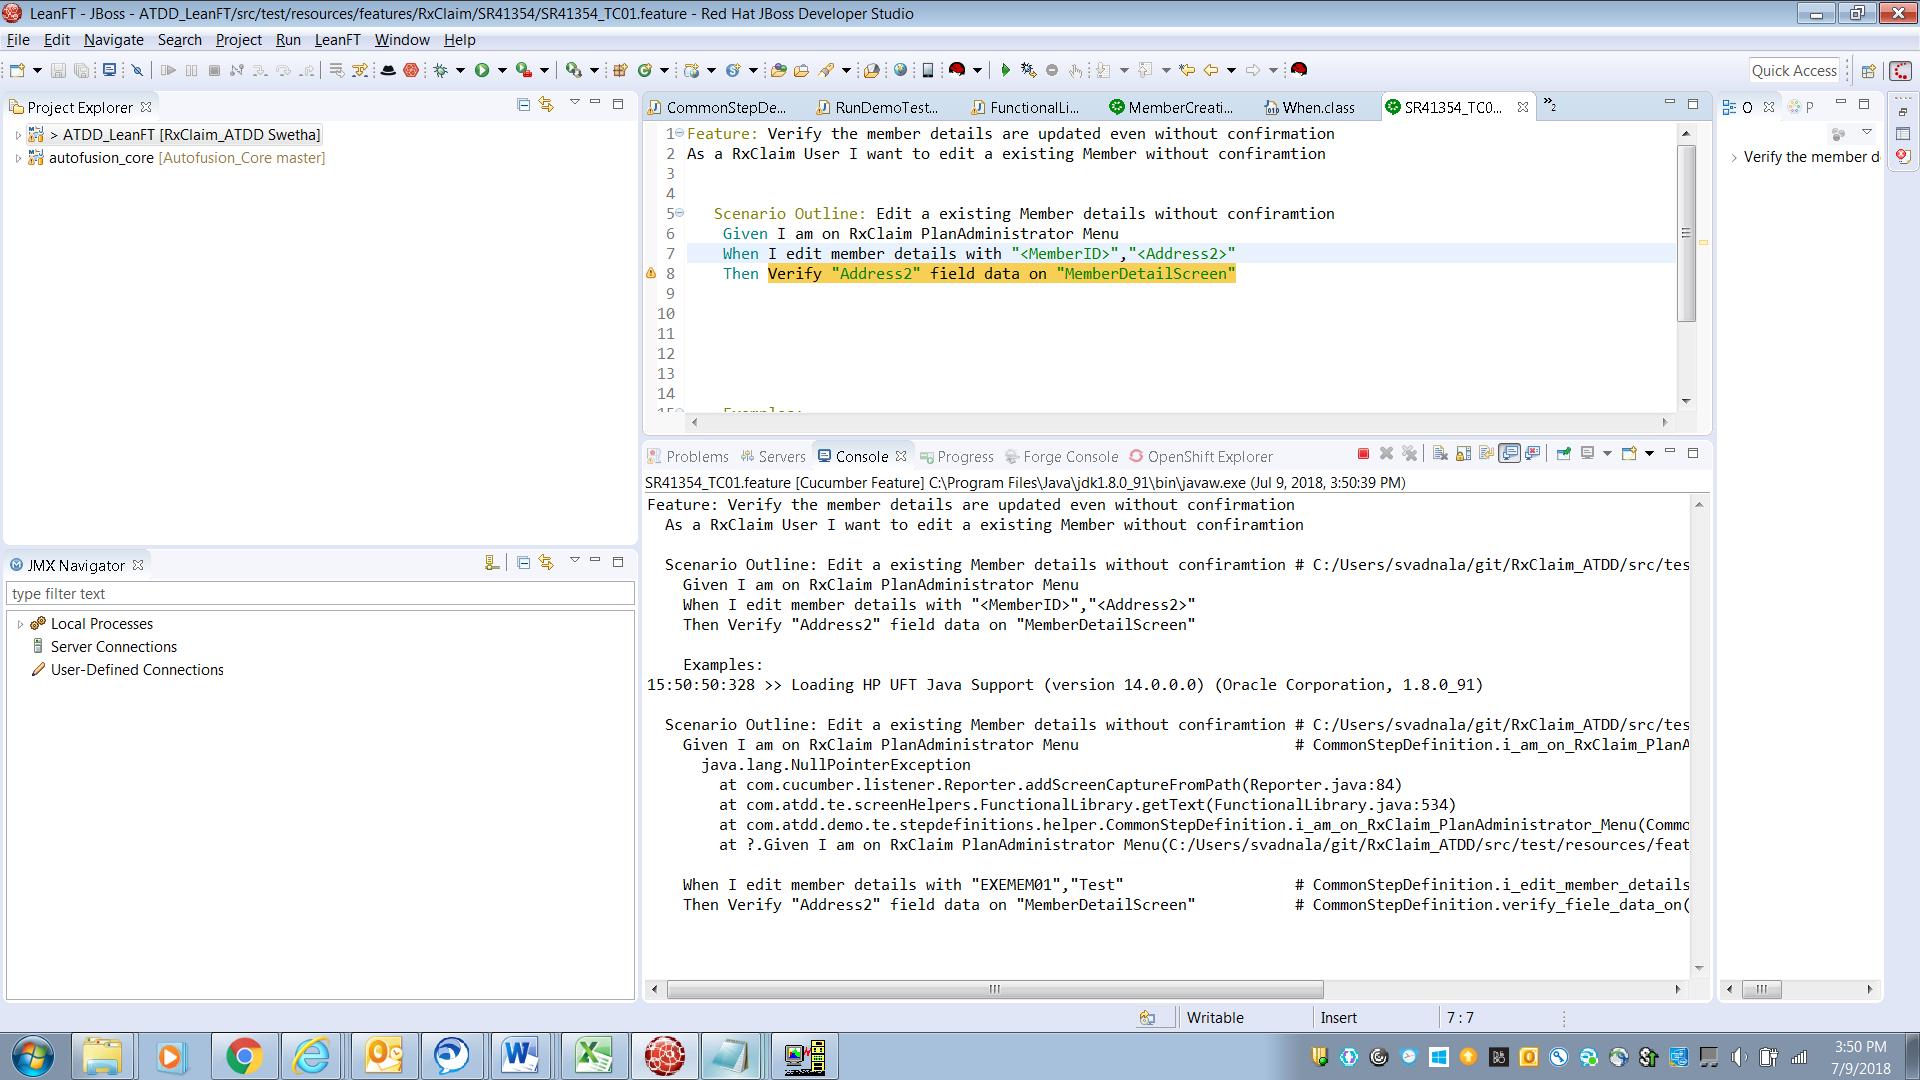 LeanFT - JBoss - ATDD_LeanFT/src/test/resources/features/RxClaim/SR41354/SR41354_TC01.feature - Red Hat JBoss Developer Studio
File Edit Navigate Search Project Run LeanFT Window Help
Quick Access
Project Explorer
> ATDD_LeanFT [RxClaim_ATDD Swetha]
autofusion_core [Autofusion_Core master]
JMX Navigator
type filter text
Local Processes
Server Connections
User-Defined Connections
CommonStepDe... RunDemoTest... FunctionalLi... MemberCreati... When.class SR41354_TC0... »2
1 Feature: Verify the member details are updated even without confirmation
2 As a RxClaim User I want to edit a existing Member without confiramtion
3
4
5 Scenario Outline: Edit a existing Member details without confiramtion
6 Given I am on RxClaim PlanAdministrator Menu
7 When I edit member details with "<MemberID>","<Address2>"
8 Then Verify "Address2" field data on "MemberDetailScreen"
9
10
11
12
13
14
15 Examples:
O P
Verify the member d
Problems Servers Console Progress Forge Console OpenShift Explorer
SR41354_TC01.feature [Cucumber Feature] C:\Program Files\Java\jdk1.8.0_91\bin\javaw.exe (Jul 9, 2018, 3:50:39 PM)
Feature: Verify the member details are updated even without confirmation
As a RxClaim User I want to edit a existing Member without confiramtion
Scenario Outline: Edit a existing Member details without confiramtion # C:/Users/svadnala/git/RxClaim_ATDD/src/tes
Given I am on RxClaim PlanAdministrator Menu
When I edit member details with "<MemberID>","<Address2>"
Then Verify "Address2" field data on "MemberDetailScreen"
Examples:
15:50:50:328 >> Loading HP UFT Java Support (version 14.0.0.0) (Oracle Corporation, 1.8.0_91)
Scenario Outline: Edit a existing Member details without confiramtion # C:/Users/svadnala/git/RxClaim_ATDD/src/tes
Given I am on RxClaim PlanAdministrator Menu # CommonStepDefinition.i_am_on_RxClaim_PlanA
java.lang.NullPointerException
at com.cucumber.listener.Reporter.addScreenCaptureFromPath(Reporter.java:84)
at com.atdd.te.screenHelpers.FunctionalLibrary.getText(FunctionalLibrary.java:534)
at com.atdd.demo.te.stepdefinitions.helper.CommonStepDefinition.i_am_on_RxClaim_PlanAdministrator_Menu(Commo
at ?.Given I am on RxClaim PlanAdministrator Menu(C:/Users/svadnala/git/RxClaim_ATDD/src/test/resources/feat
When I edit member details with "EXEMEM01","Test" # CommonStepDefinition.i_edit_member_details
Then Verify "Address2" field data on "MemberDetailScreen" # CommonStepDefinition.verify_fiele_data_on(
Writable Insert 7 : 7
3:50 PM
7/9/2018